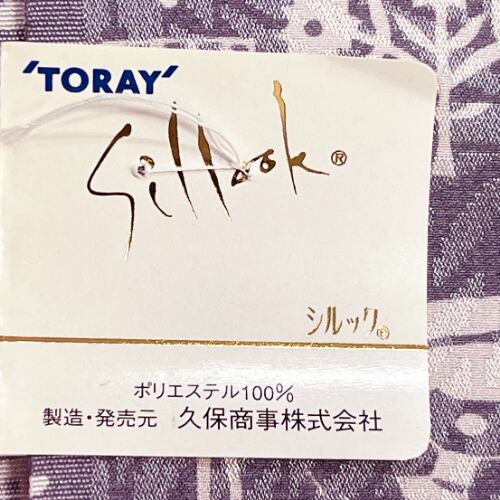 'TORAY'
Sillook®
シルック®
ポリエステル100%
製造・発売元 久保商事株式会社